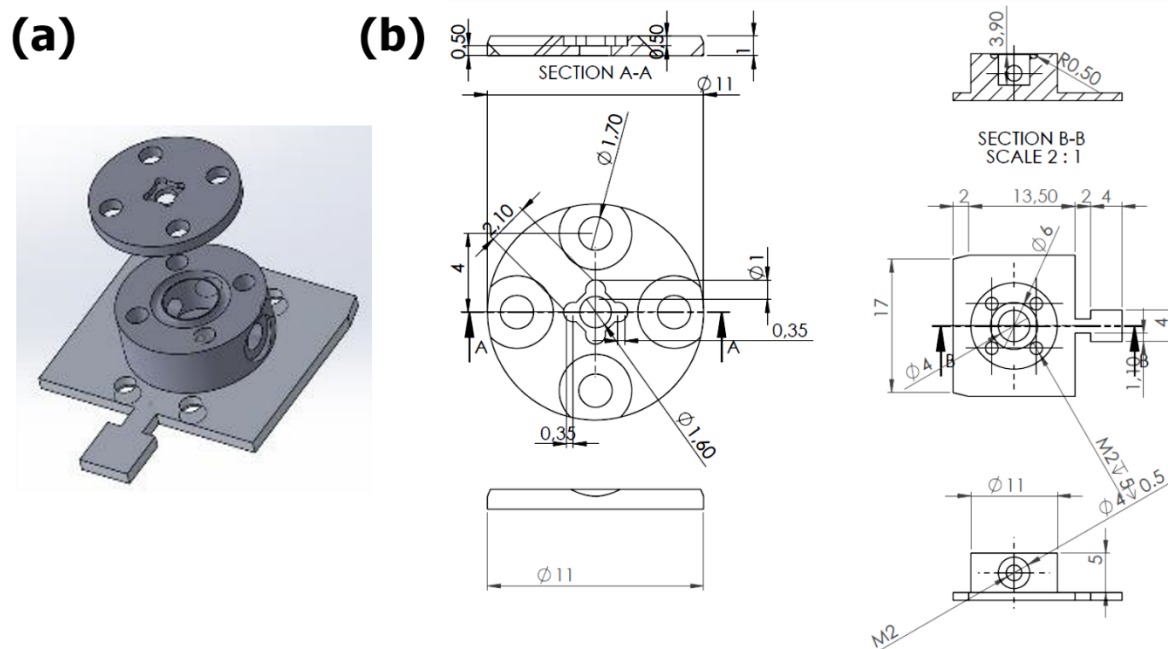 (a)
(b)
0,50
0,50
1
SECTION A-A
Ø11
Ø1,70
2,10
4
Ø1
A
A
0,35
0,35
Ø1,60
Ø11
3,90
R0,50
SECTION B-B
SCALE 2 : 1
2
13,50
2
4
Ø6
17
4
B
B
1,10
Ø4
M2↧5
Ø11
Ø4↧0.5
5
M2